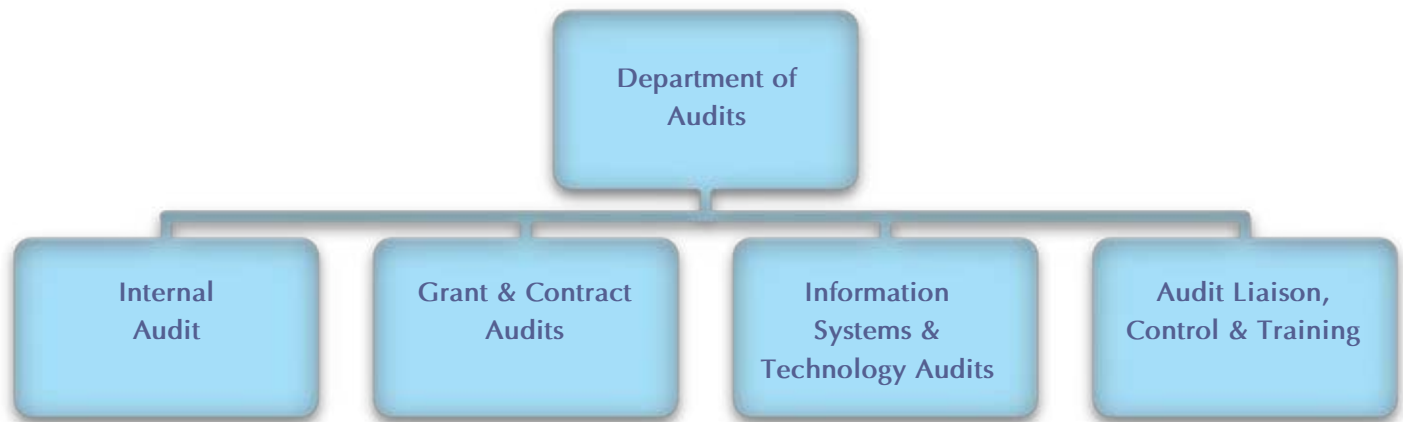 Department of
Audits
Internal
Audit
Grant & Contract
Audits
Information
Systems &
Technology Audits
Audit Liaison,
Control & Training